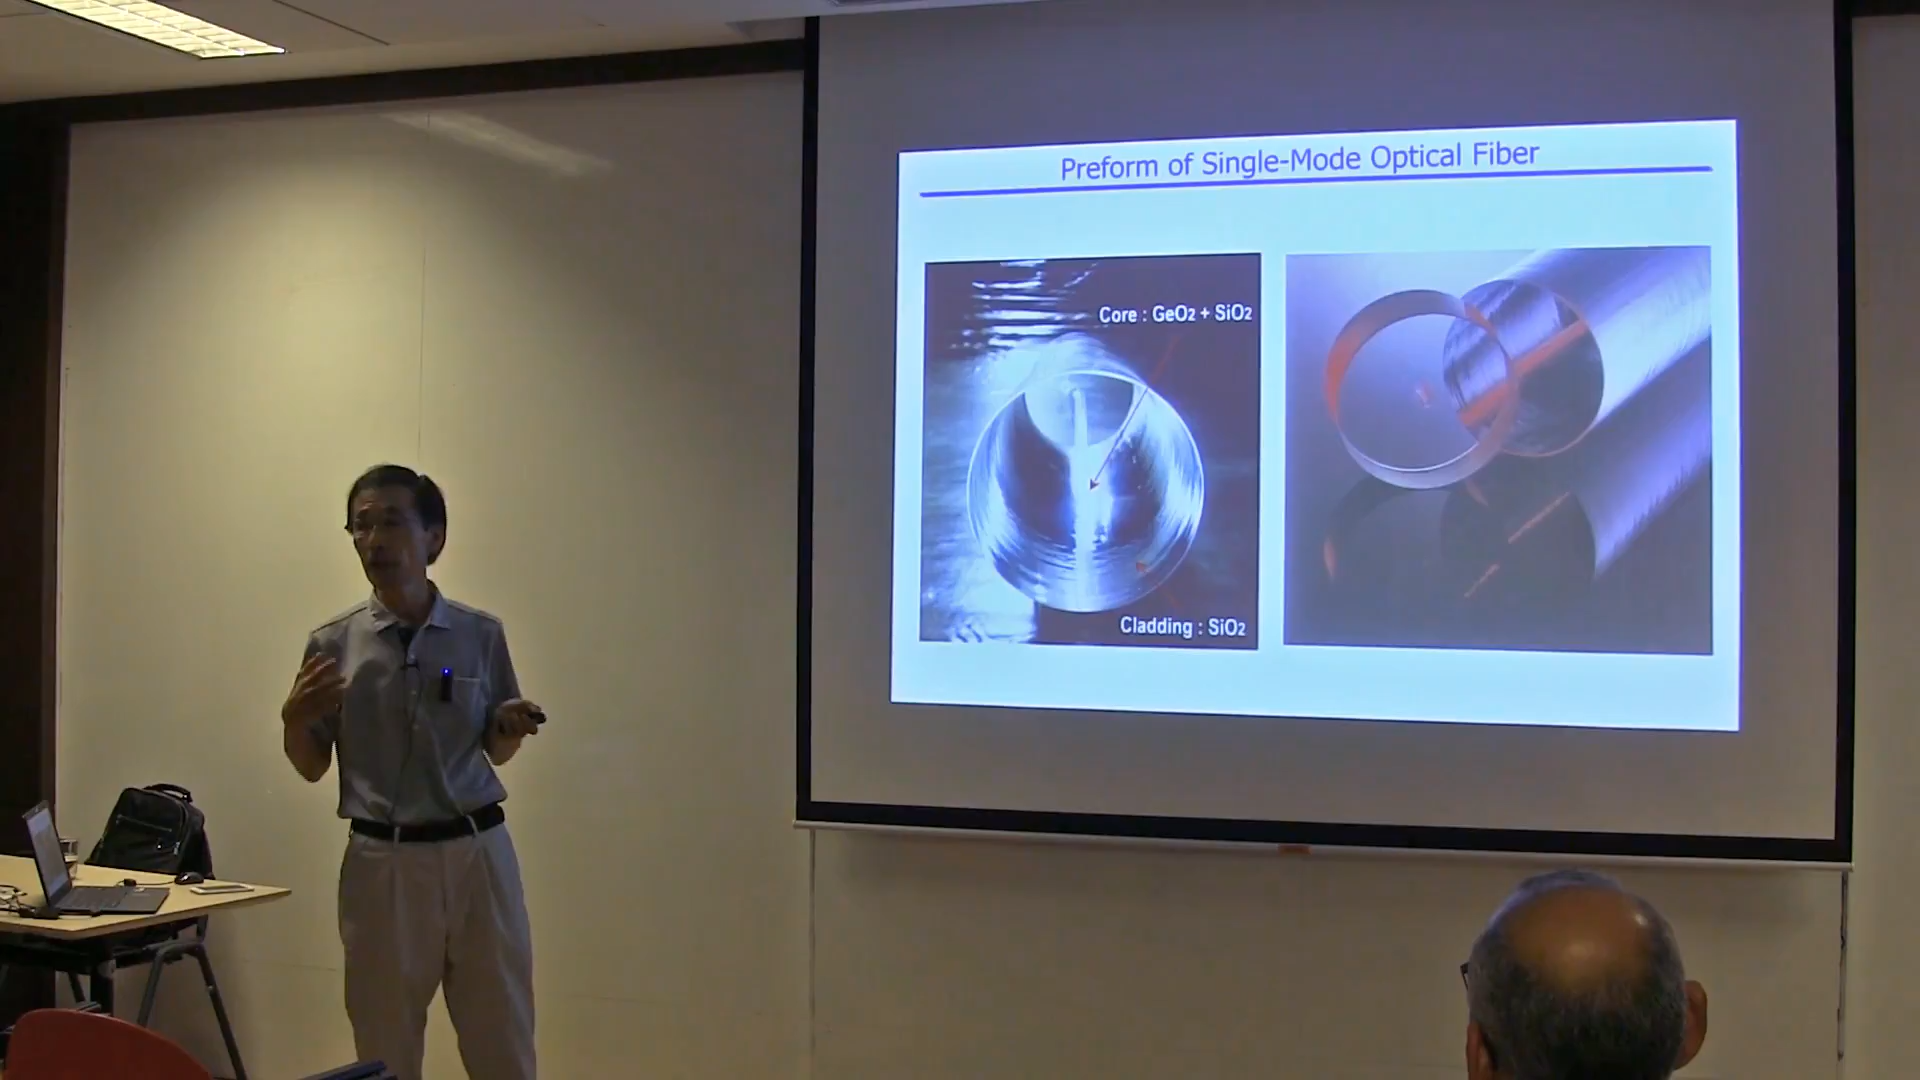 Preform of Single-Mode Optical Fiber
Core : GeO2 + SiO2
Cladding : SiO2